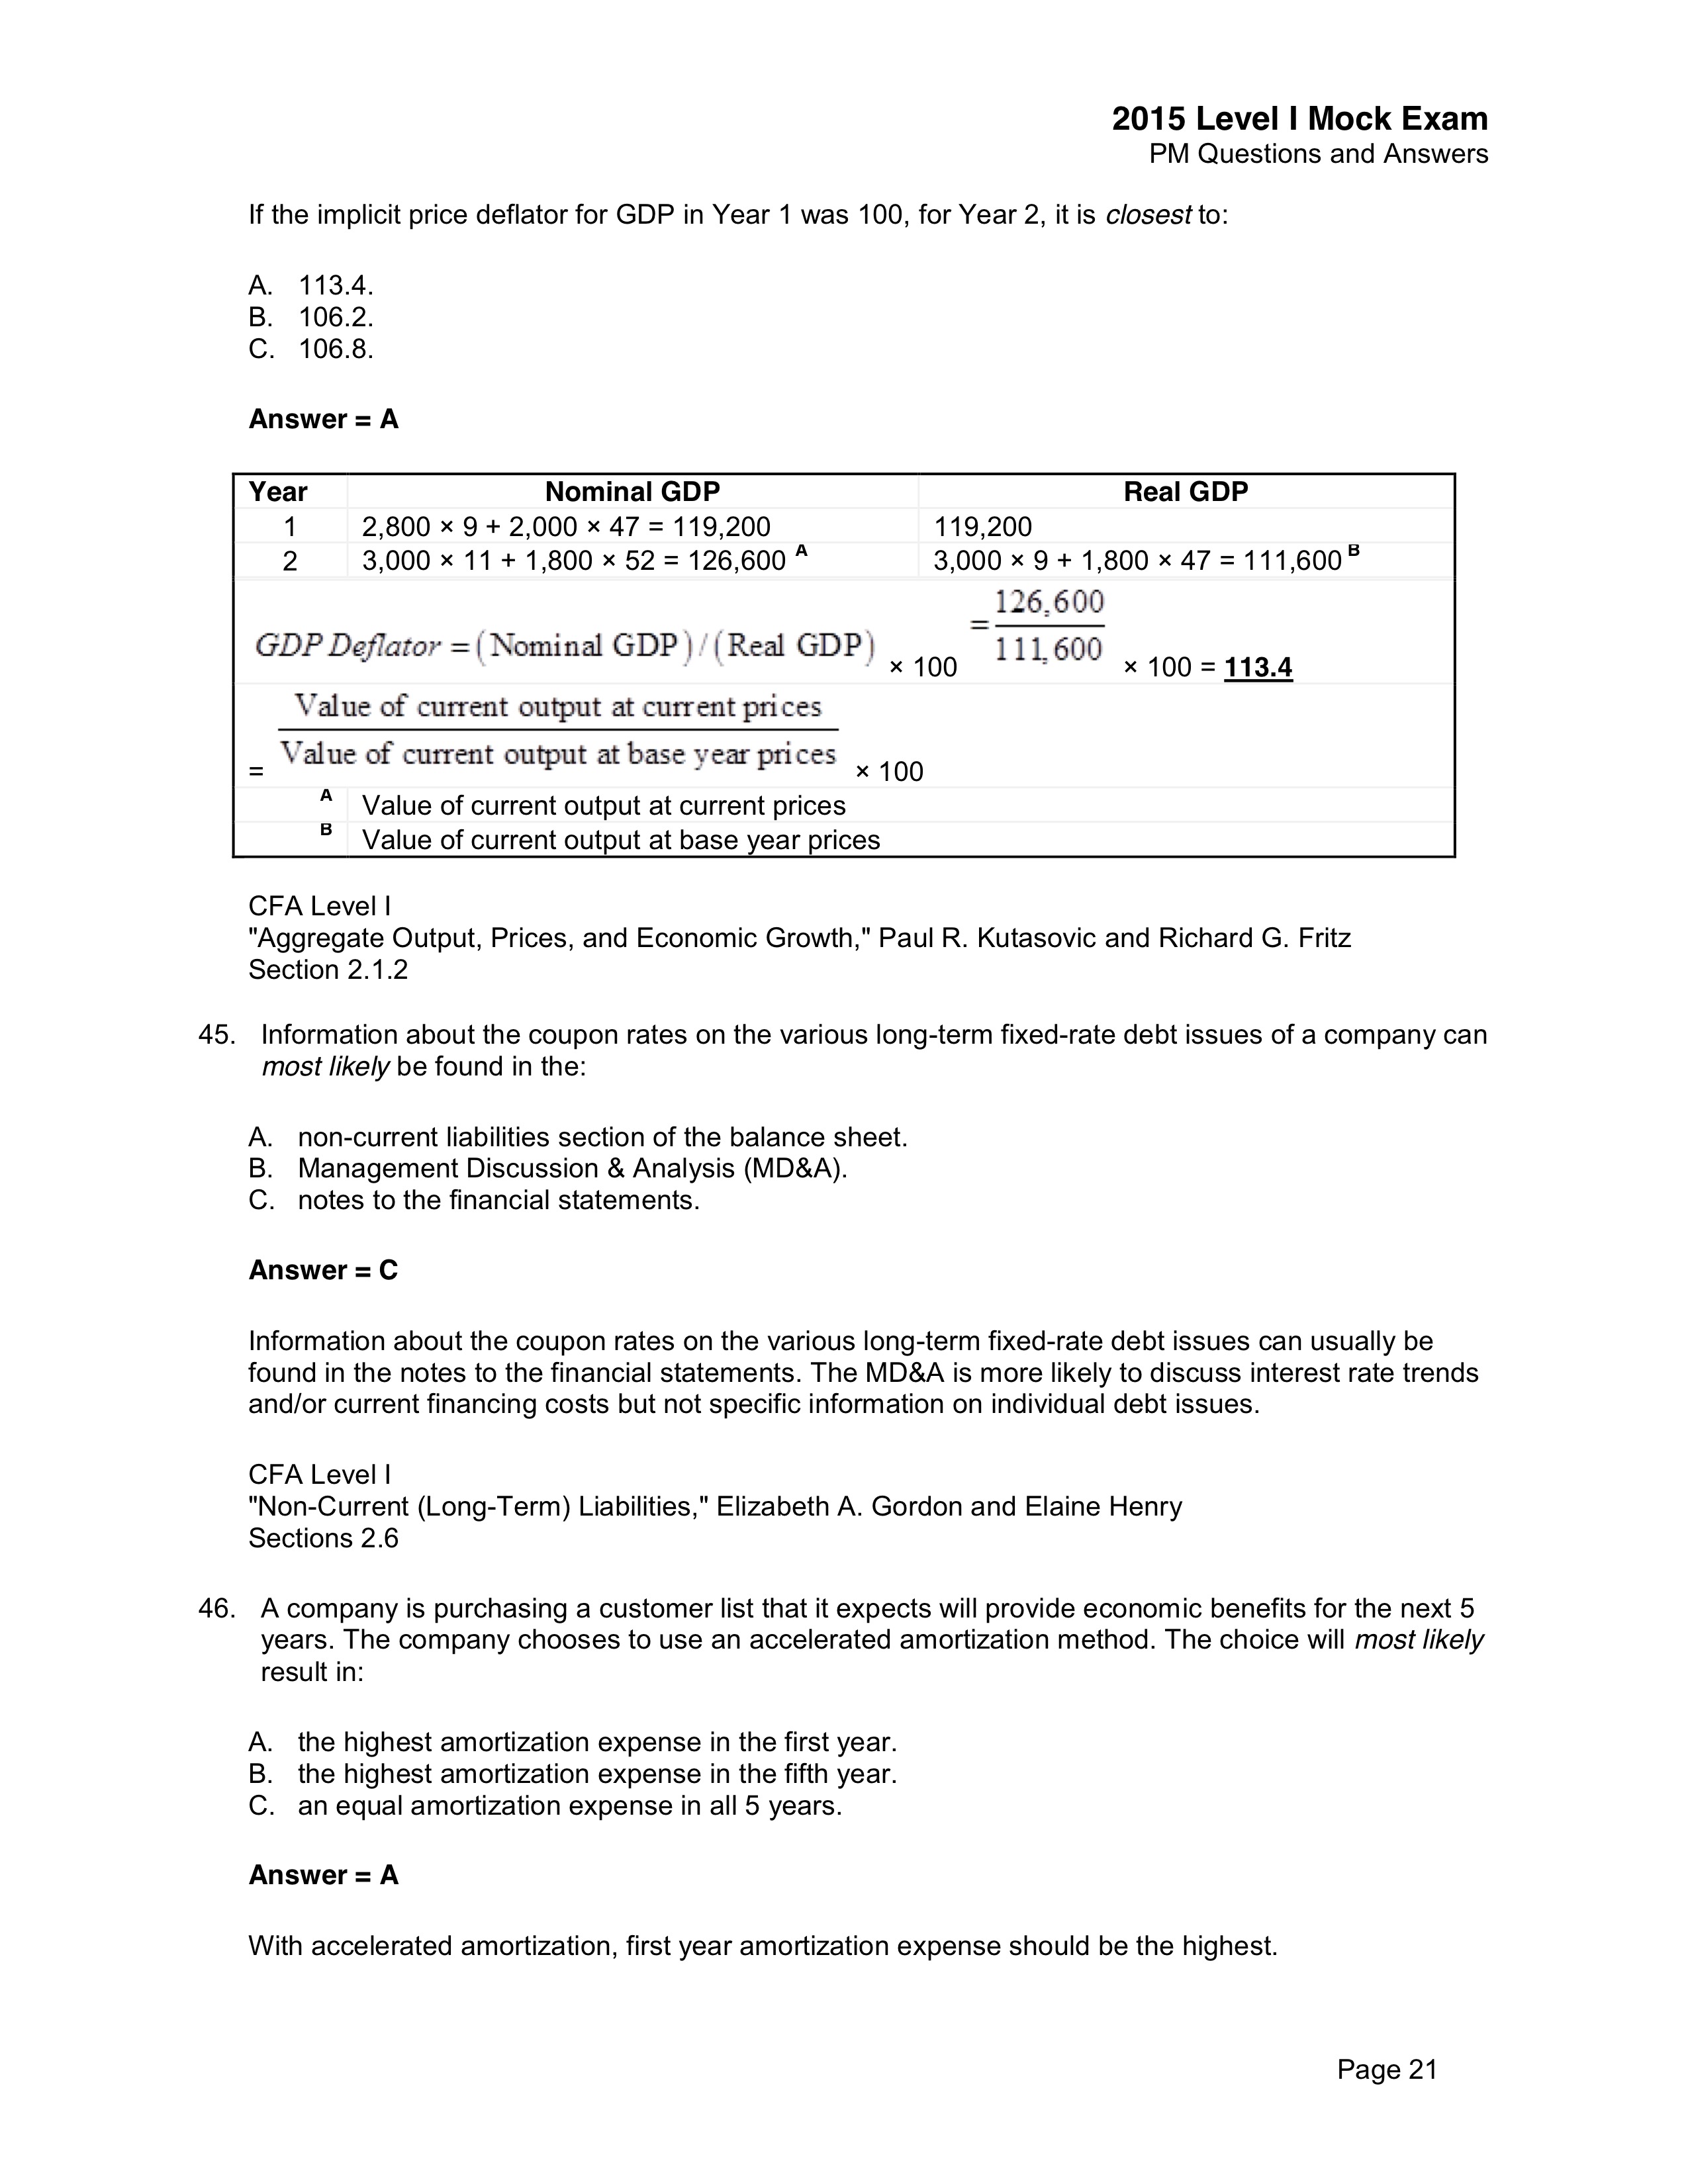 2015 Level I Mock Exam
PM Questions and Answers
If the implicit price deflator for GDP in Year 1 was 100, for Year 2, it is closest to:
A. 113.4.
B. 106.2.
C. 106.8.
Answer = A
Year Nominal GDP Real GDP
1 2,800 × 9 + 2,000 × 47 = 119,200 119,200
2 3,000 × 11 + 1,800 × 52 = 126,600 A 3,000 × 9 + 1,800 × 47 = 111,600 B
GDP Deflator = (Nominal GDP)/(Real GDP) × 100 = 126,600 / 111,600 × 100 = 113.4
Value of current output at current prices
= Value of current output at base year prices × 100
A Value of current output at current prices
B Value of current output at base year prices
CFA Level I
"Aggregate Output, Prices, and Economic Growth," Paul R. Kutasovic and Richard G. Fritz
Section 2.1.2
45. Information about the coupon rates on the various long-term fixed-rate debt issues of a company can
most likely be found in the:
A. non-current liabilities section of the balance sheet.
B. Management Discussion & Analysis (MD&A).
C. notes to the financial statements.
Answer = C
Information about the coupon rates on the various long-term fixed-rate debt issues can usually be
found in the notes to the financial statements. The MD&A is more likely to discuss interest rate trends
and/or current financing costs but not specific information on individual debt issues.
CFA Level I
"Non-Current (Long-Term) Liabilities," Elizabeth A. Gordon and Elaine Henry
Sections 2.6
46. A company is purchasing a customer list that it expects will provide economic benefits for the next 5
years. The company chooses to use an accelerated amortization method. The choice will most likely
result in:
A. the highest amortization expense in the first year.
B. the highest amortization expense in the fifth year.
C. an equal amortization expense in all 5 years.
Answer = A
With accelerated amortization, first year amortization expense should be the highest.
Page 21